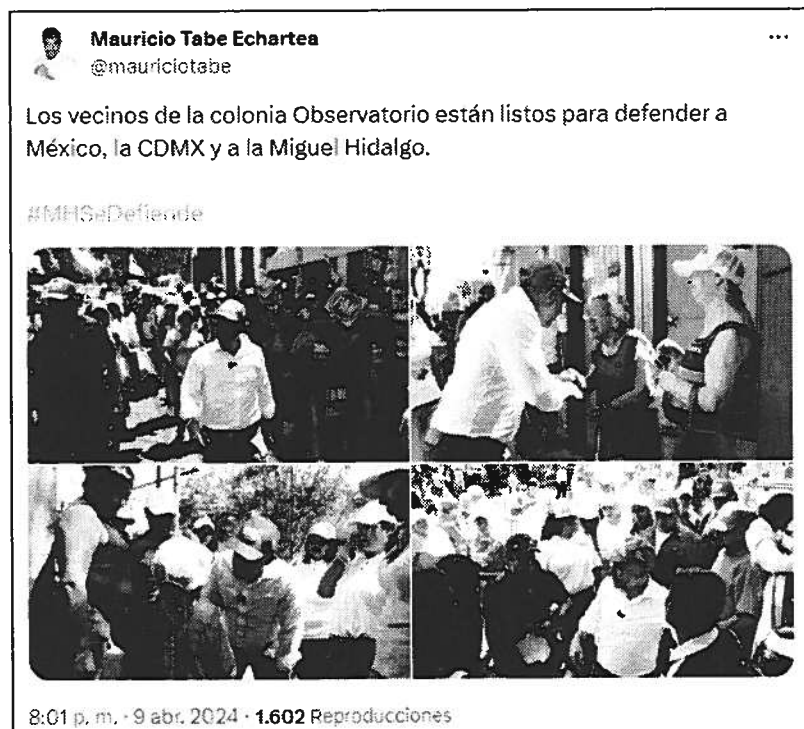 Mauricio Tabe Echartea
...
@mauriciotabe
Los vecinos de la colonia Observatorio están listos para defender a
México, la CDMX y a la Miguel Hidalgo.
#MHSeDefiende
8:01 p. m. · 9 abr. 2024 · 1.602 Reproducciones